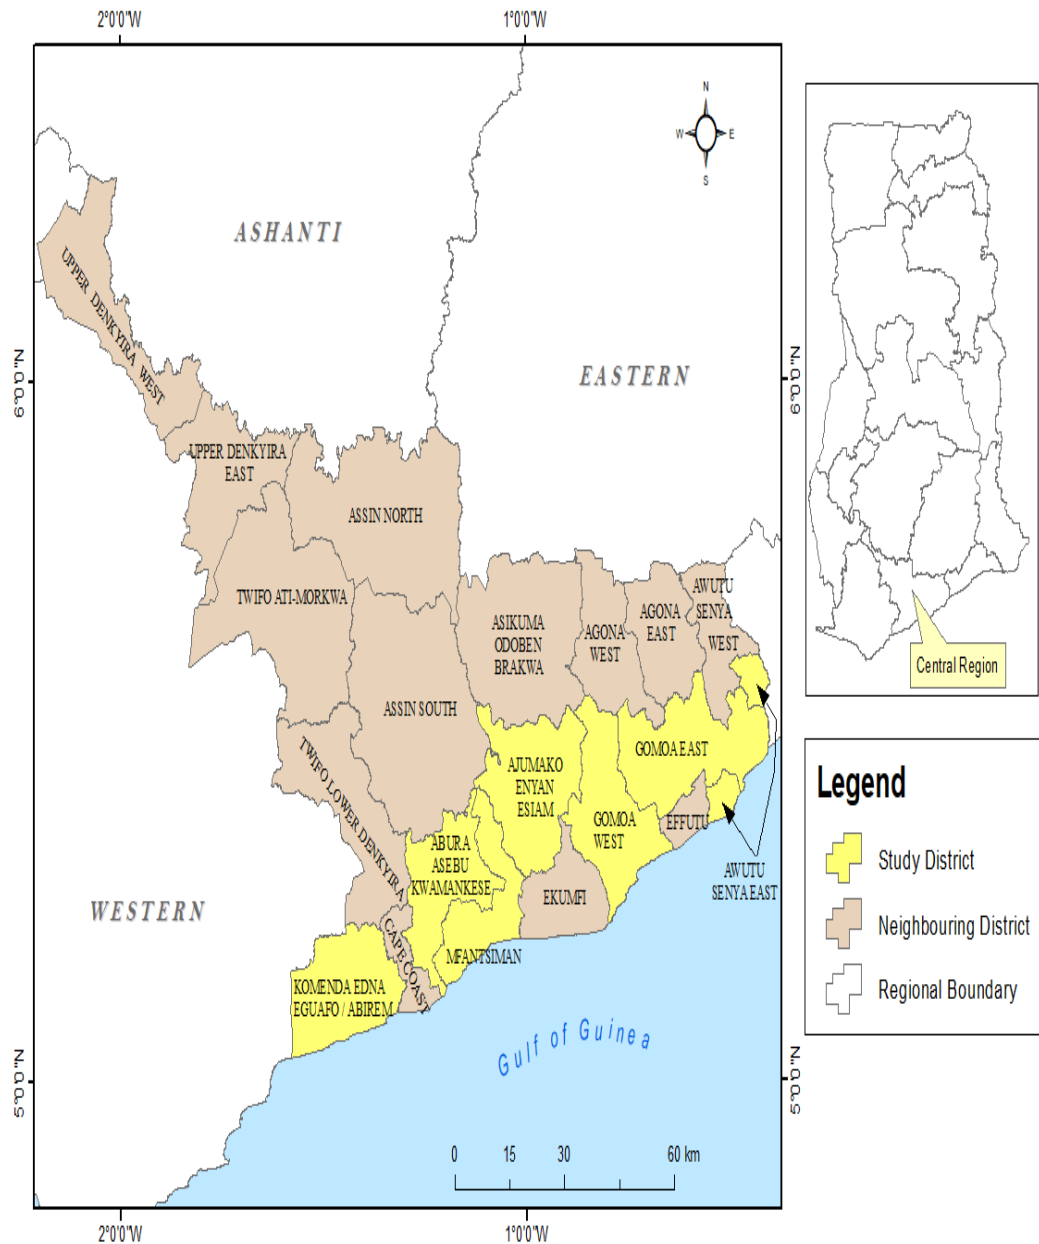 2°0'0"W
1°0'0"W
N
W
E
S
ASHANTI
EASTERN
WESTERN
6°0'0"N
6°0'0"N
UPPER DENKYIRA WEST
UPPER DENKYIRA
EAST
ASSIN NORTH
TWIFO ATI-MORKWA
ASIKUMA
ODOBEN
BRAKWA
AGONA
WEST
AGONA
EAST
AWUTU
SENYA
WEST
ASSIN SOUTH
TWIFO LOWER DENKYIRA
GOMOA EAST
AJUMAKO
ENYAN
ESIAM
GOMOA
WEST
EFFUTU
ABURA
ASEBU
KWAMANKESE
AWUTU
SENYA EAST
EKUMFI
CAPE COAST
MFANTSIMAN
KOMENDA EDNA
EGUAFO / ABIREM
Gulf of Guinea
5°0'0"N
5°0'0"N
0
15
30
60 km
2°0'0"W
1°0'0"W
Central Region
Legend
Study District
Neighbouring District
Regional Boundary